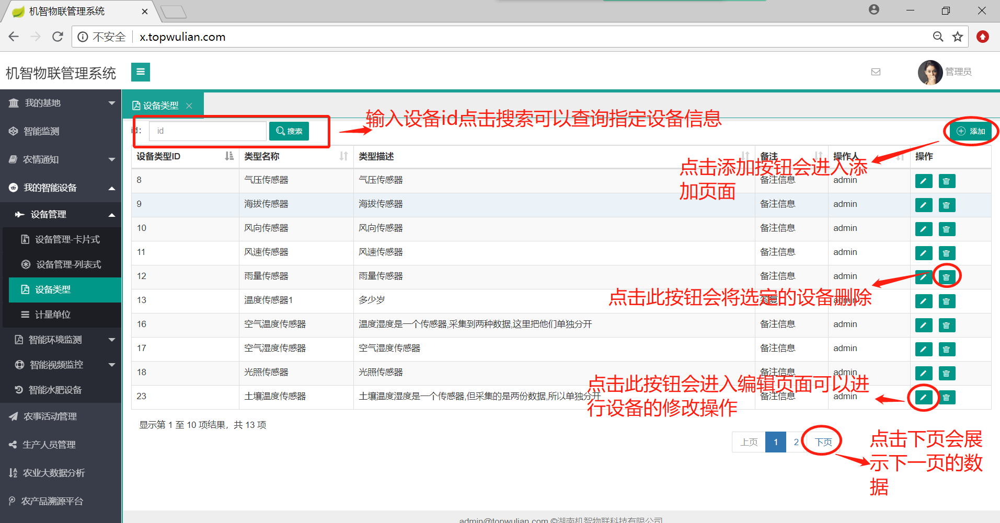 机智物联管理系统
不安全 x.topwulian.com
机智物联管理系统
管理员
我的基地
智能监测
农情通知
我的智能设备
设备管理
设备管理-卡片式
设备管理-列表式
设备类型
计量单位
智能环境监测
智能视频监控
智能水肥设备
农事活动管理
生产人员管理
农业大数据分析
农产品溯源平台
设备类型
id: id 搜索
输入设备id点击搜索可以查询指定设备信息
添加
点击添加按钮会进入添
加页面
设备类型ID 类型名称 类型描述 备注 操作人 操作
8 气压传感器 气压传感器 备注信息 admin
9 海拔传感器 海拔传感器 备注信息 admin
10 风向传感器 风向传感器 备注信息 admin
11 风速传感器 风速传感器 备注信息 admin
12 雨量传感器 雨量传感器 备注信息 admin
点击此按钮会将选定的设备删除
13 温度传感器1 多少岁 答复 admin
16 空气温度传感器 温度湿度是一个传感器,采集到两种数据,这里把他们单独分开 备注信息 admin
17 空气湿度传感器 空气湿度传感器 备注信息 admin
18 光照传感器 光照传感器 备注信息 admin
点击此按钮会进入编辑页面可以进
行设备的修改操作
23 土壤温度传感器 土壤温度湿度是一个传感器,但采集的是两份数据,所以单独分开 备注信息 admin
显示第 1 至 10 项结果，共 13 项
上页 1 2 下页
点击下页会展
示下一页的数
据
admin@topwulian.com ©湖南机智物联科技有限公司